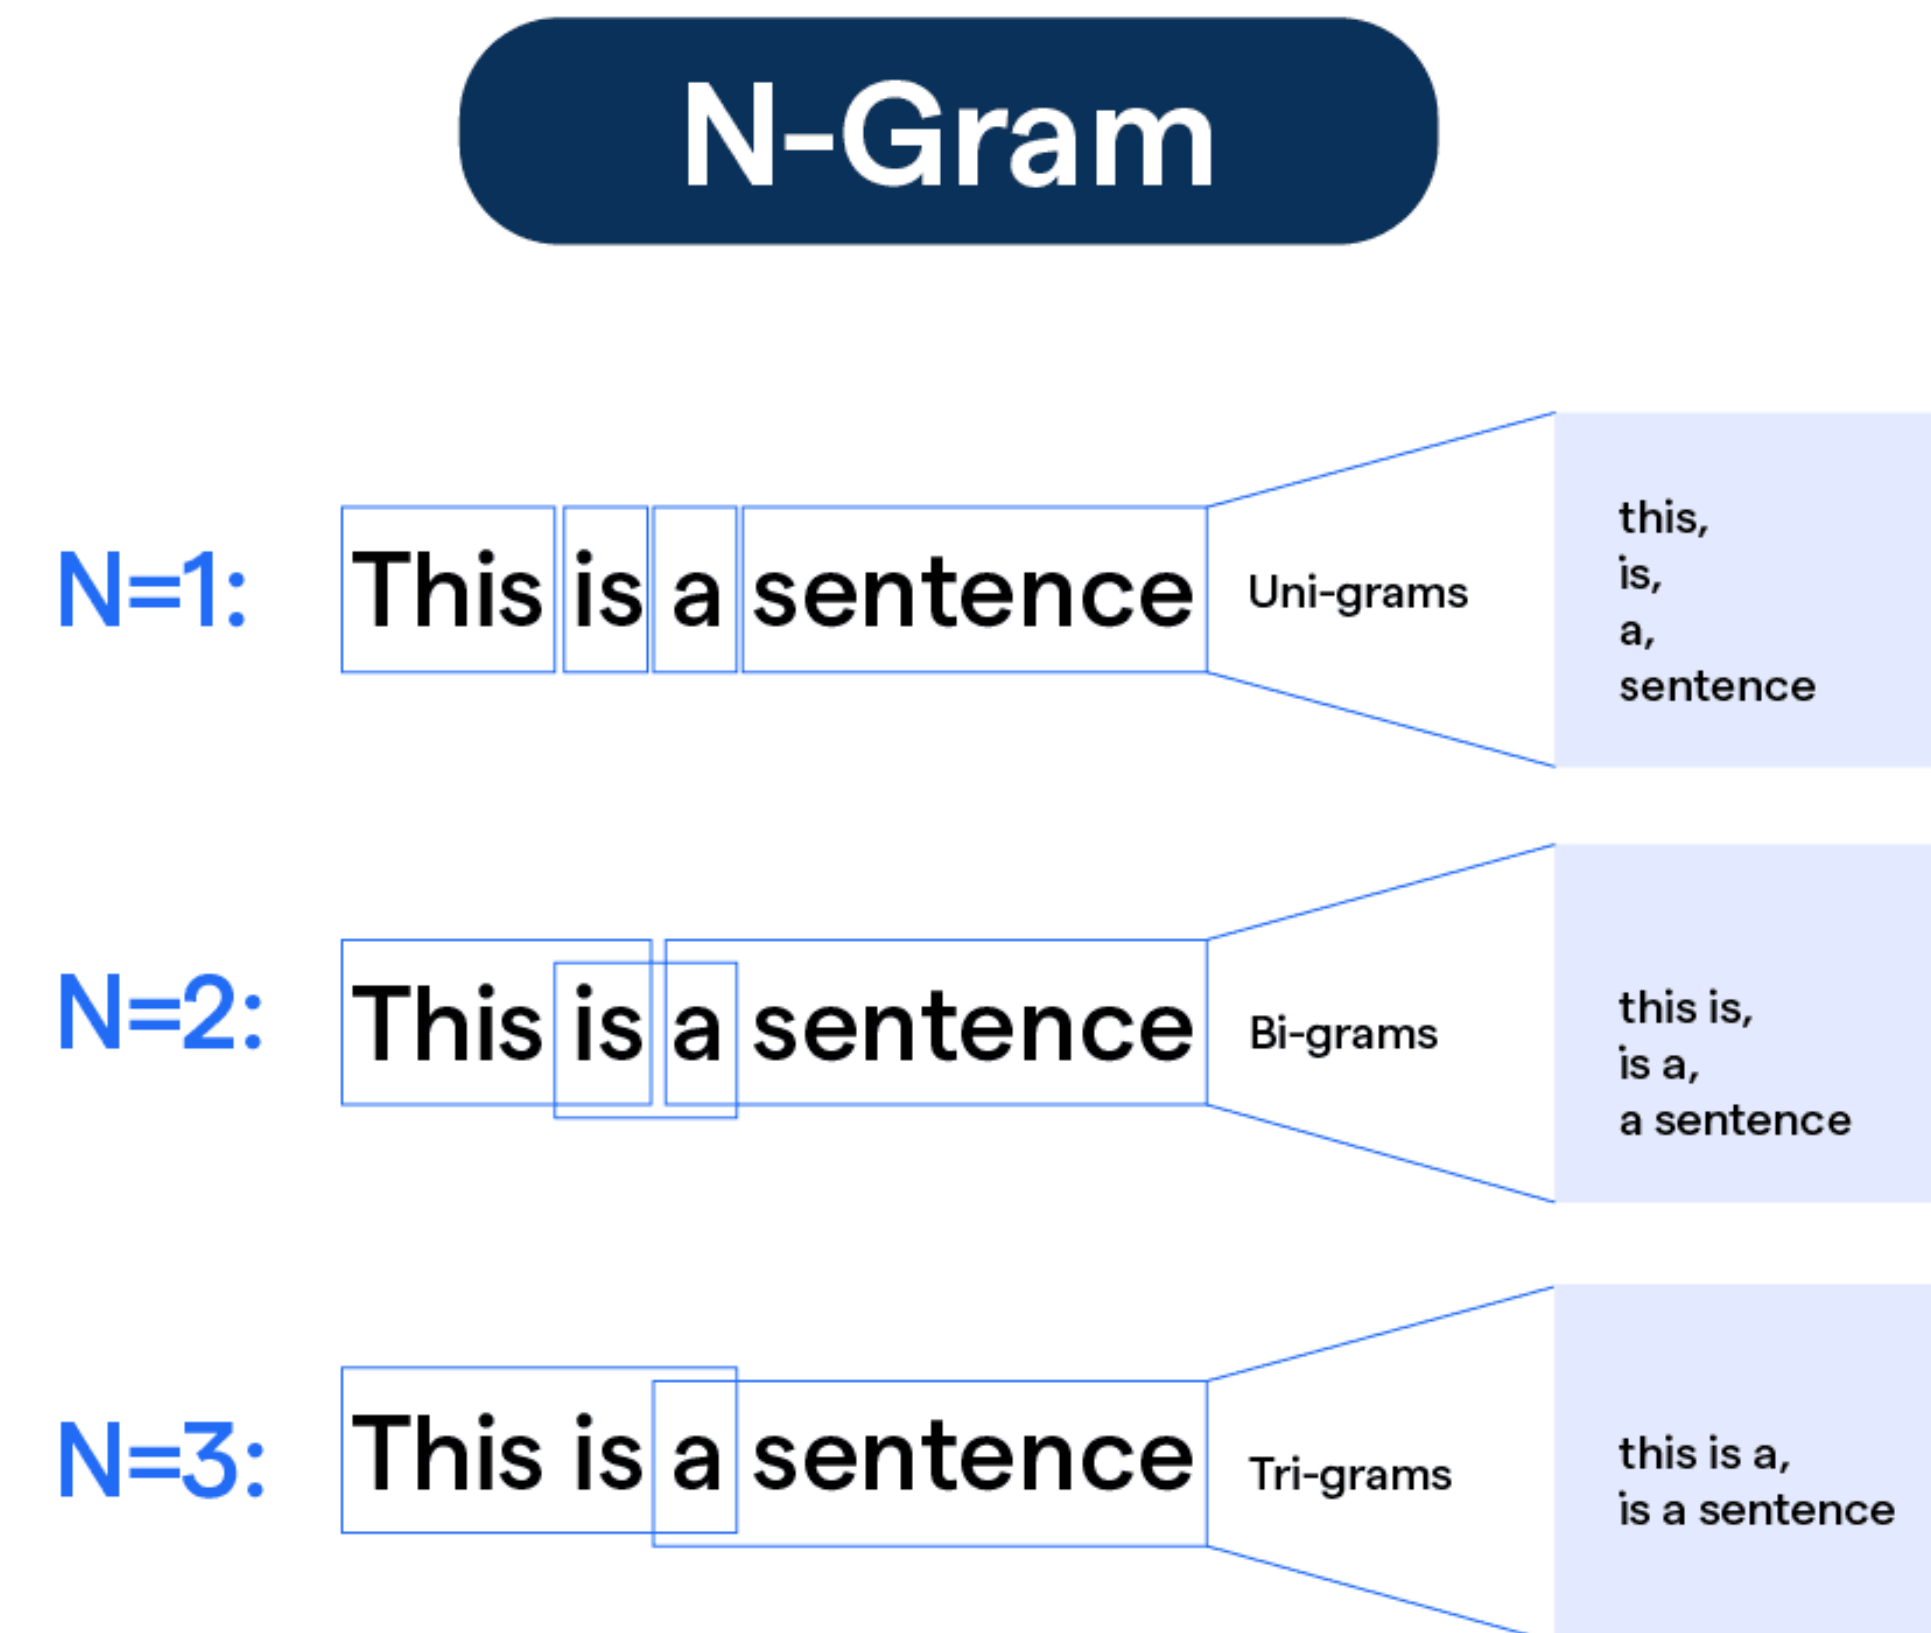 N-Gram
N=1: This is a sentence Uni-grams
this,
is,
a,
sentence
N=2: This is a sentence Bi-grams
this is,
is a,
a sentence
N=3: This is a sentence Tri-grams
this is a,
is a sentence